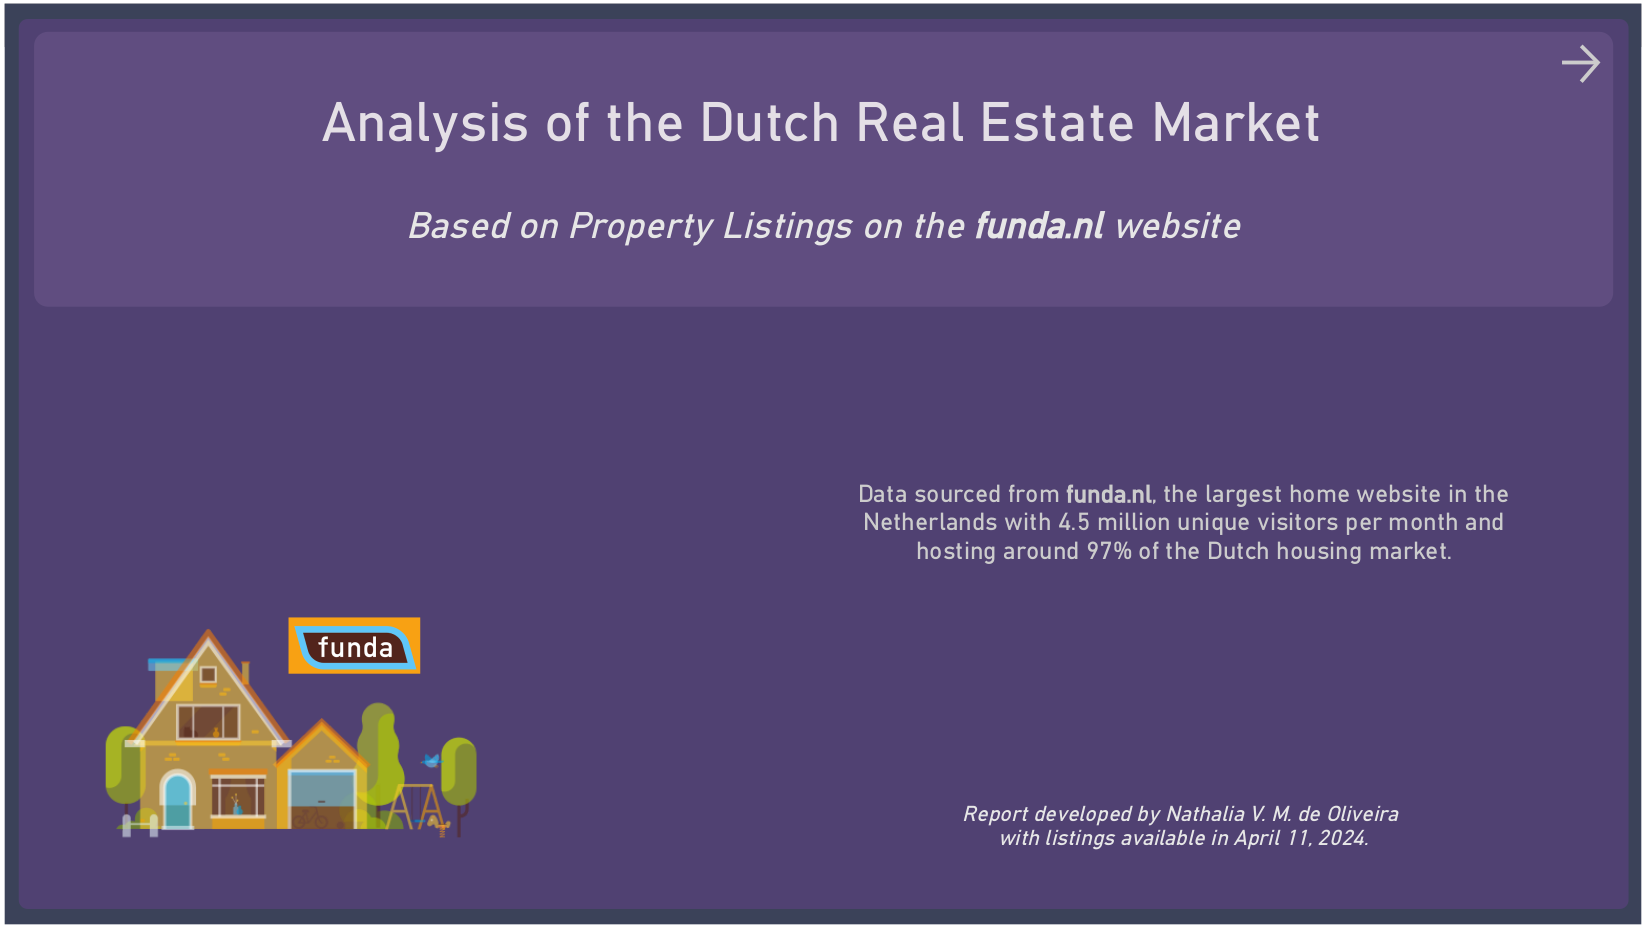 Analysis of the Dutch Real Estate Market
Based on Property Listings on the funda.nl website
Data sourced from funda.nl, the largest home website in the
Netherlands with 4.5 million unique visitors per month and
hosting around 97% of the Dutch housing market.
funda
Report developed by Nathalia V. M. de Oliveira
with listings available in April 11, 2024.